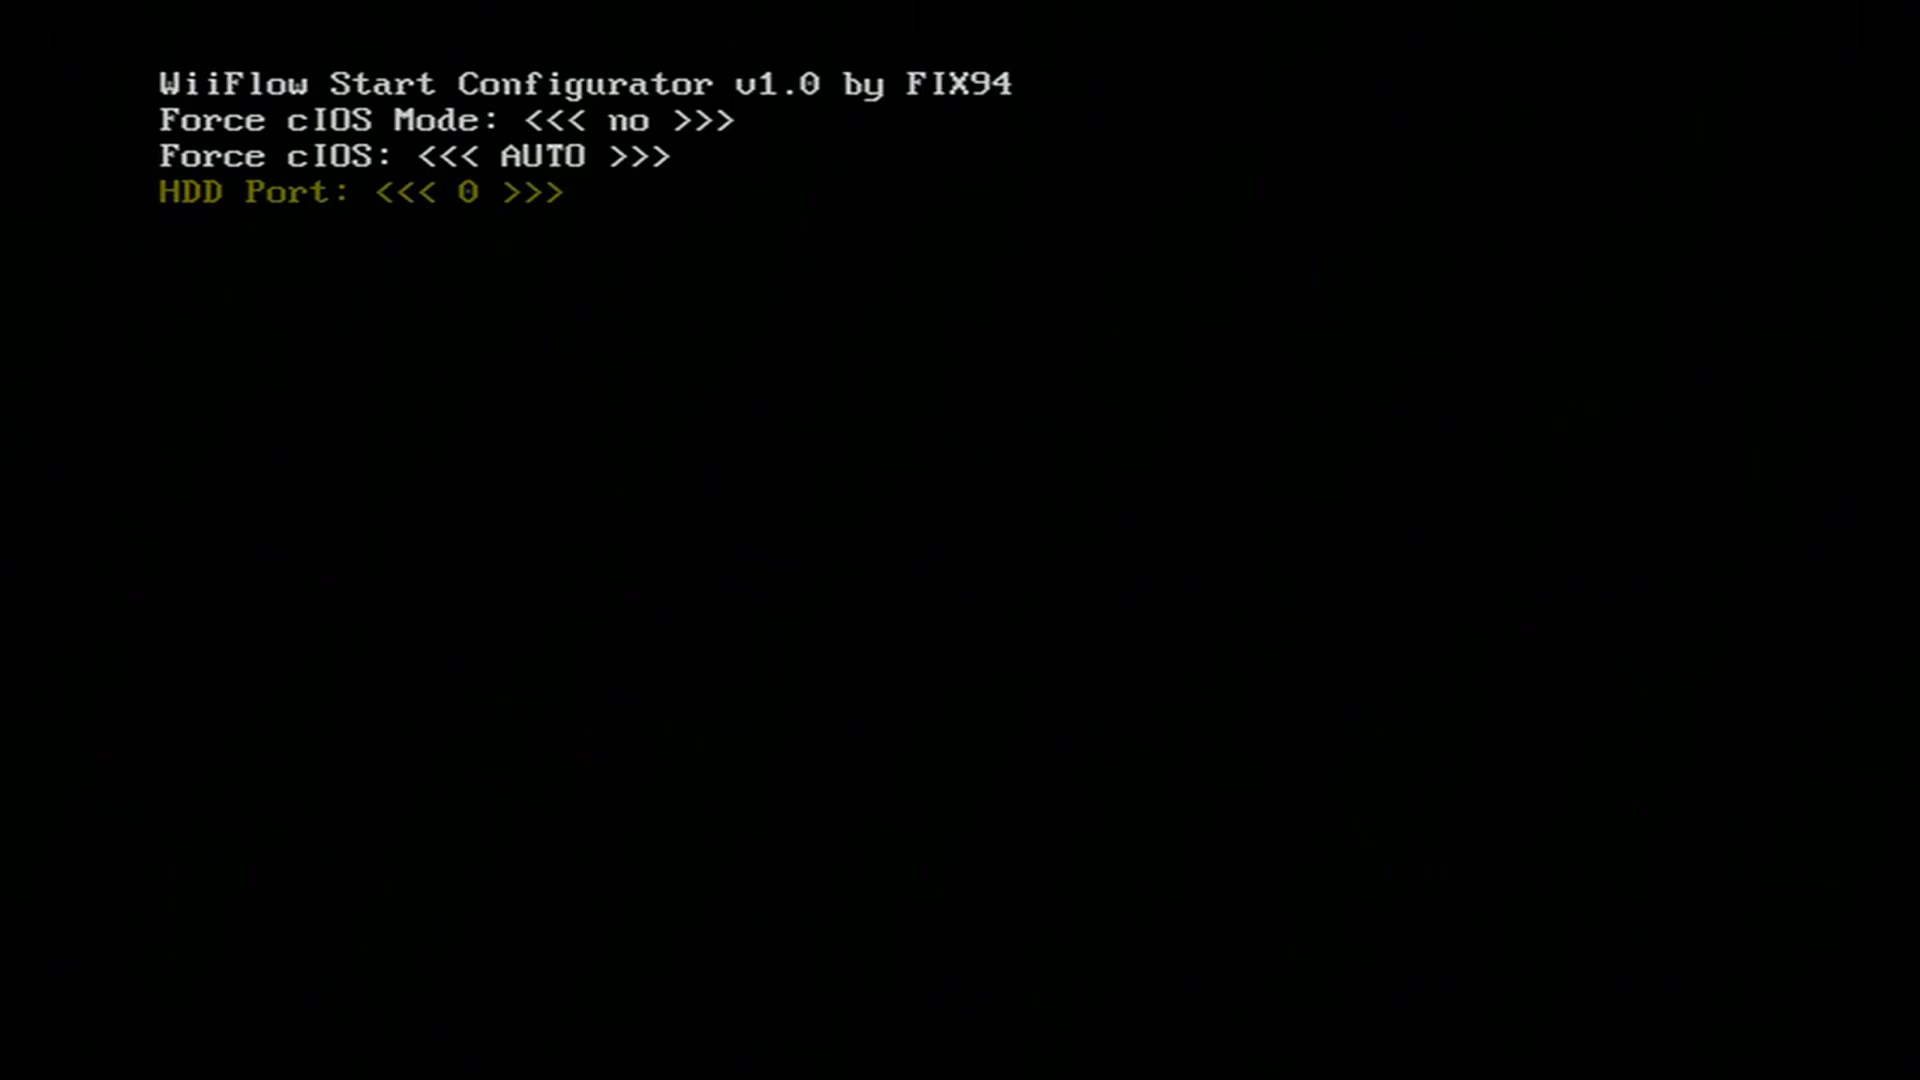 WiiFlow Start Configurator v1.0 by FIX94
Force cIOS Mode: <<< no >>>
Force cIOS: <<< AUTO >>>
HDD Port: <<< 0 >>>